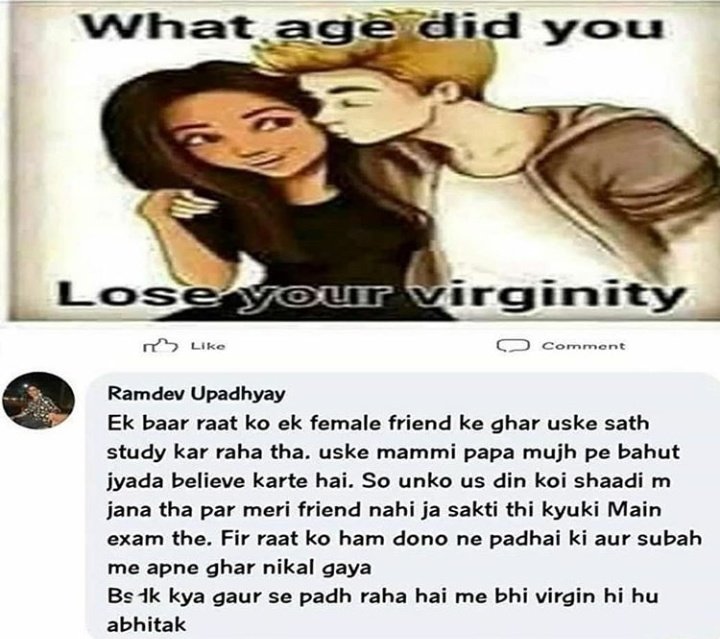 What age did you
Lose your virginity
Like
Comment
Ramdev Upadhyay
Ek baar raat ko ek female friend ke ghar uske sath
study kar raha tha. uske mammi papa mujh pe bahut
jyada believe karte hai. So unko us din koi shaadi m
jana tha par meri friend nahi ja sakti thi kyuki Main
exam the. Fir raat ko ham dono ne padhai ki aur subah
me apne ghar nikal gaya
Bsdk kya gaur se padh raha hai me bhi virgin hi hu
abhitak